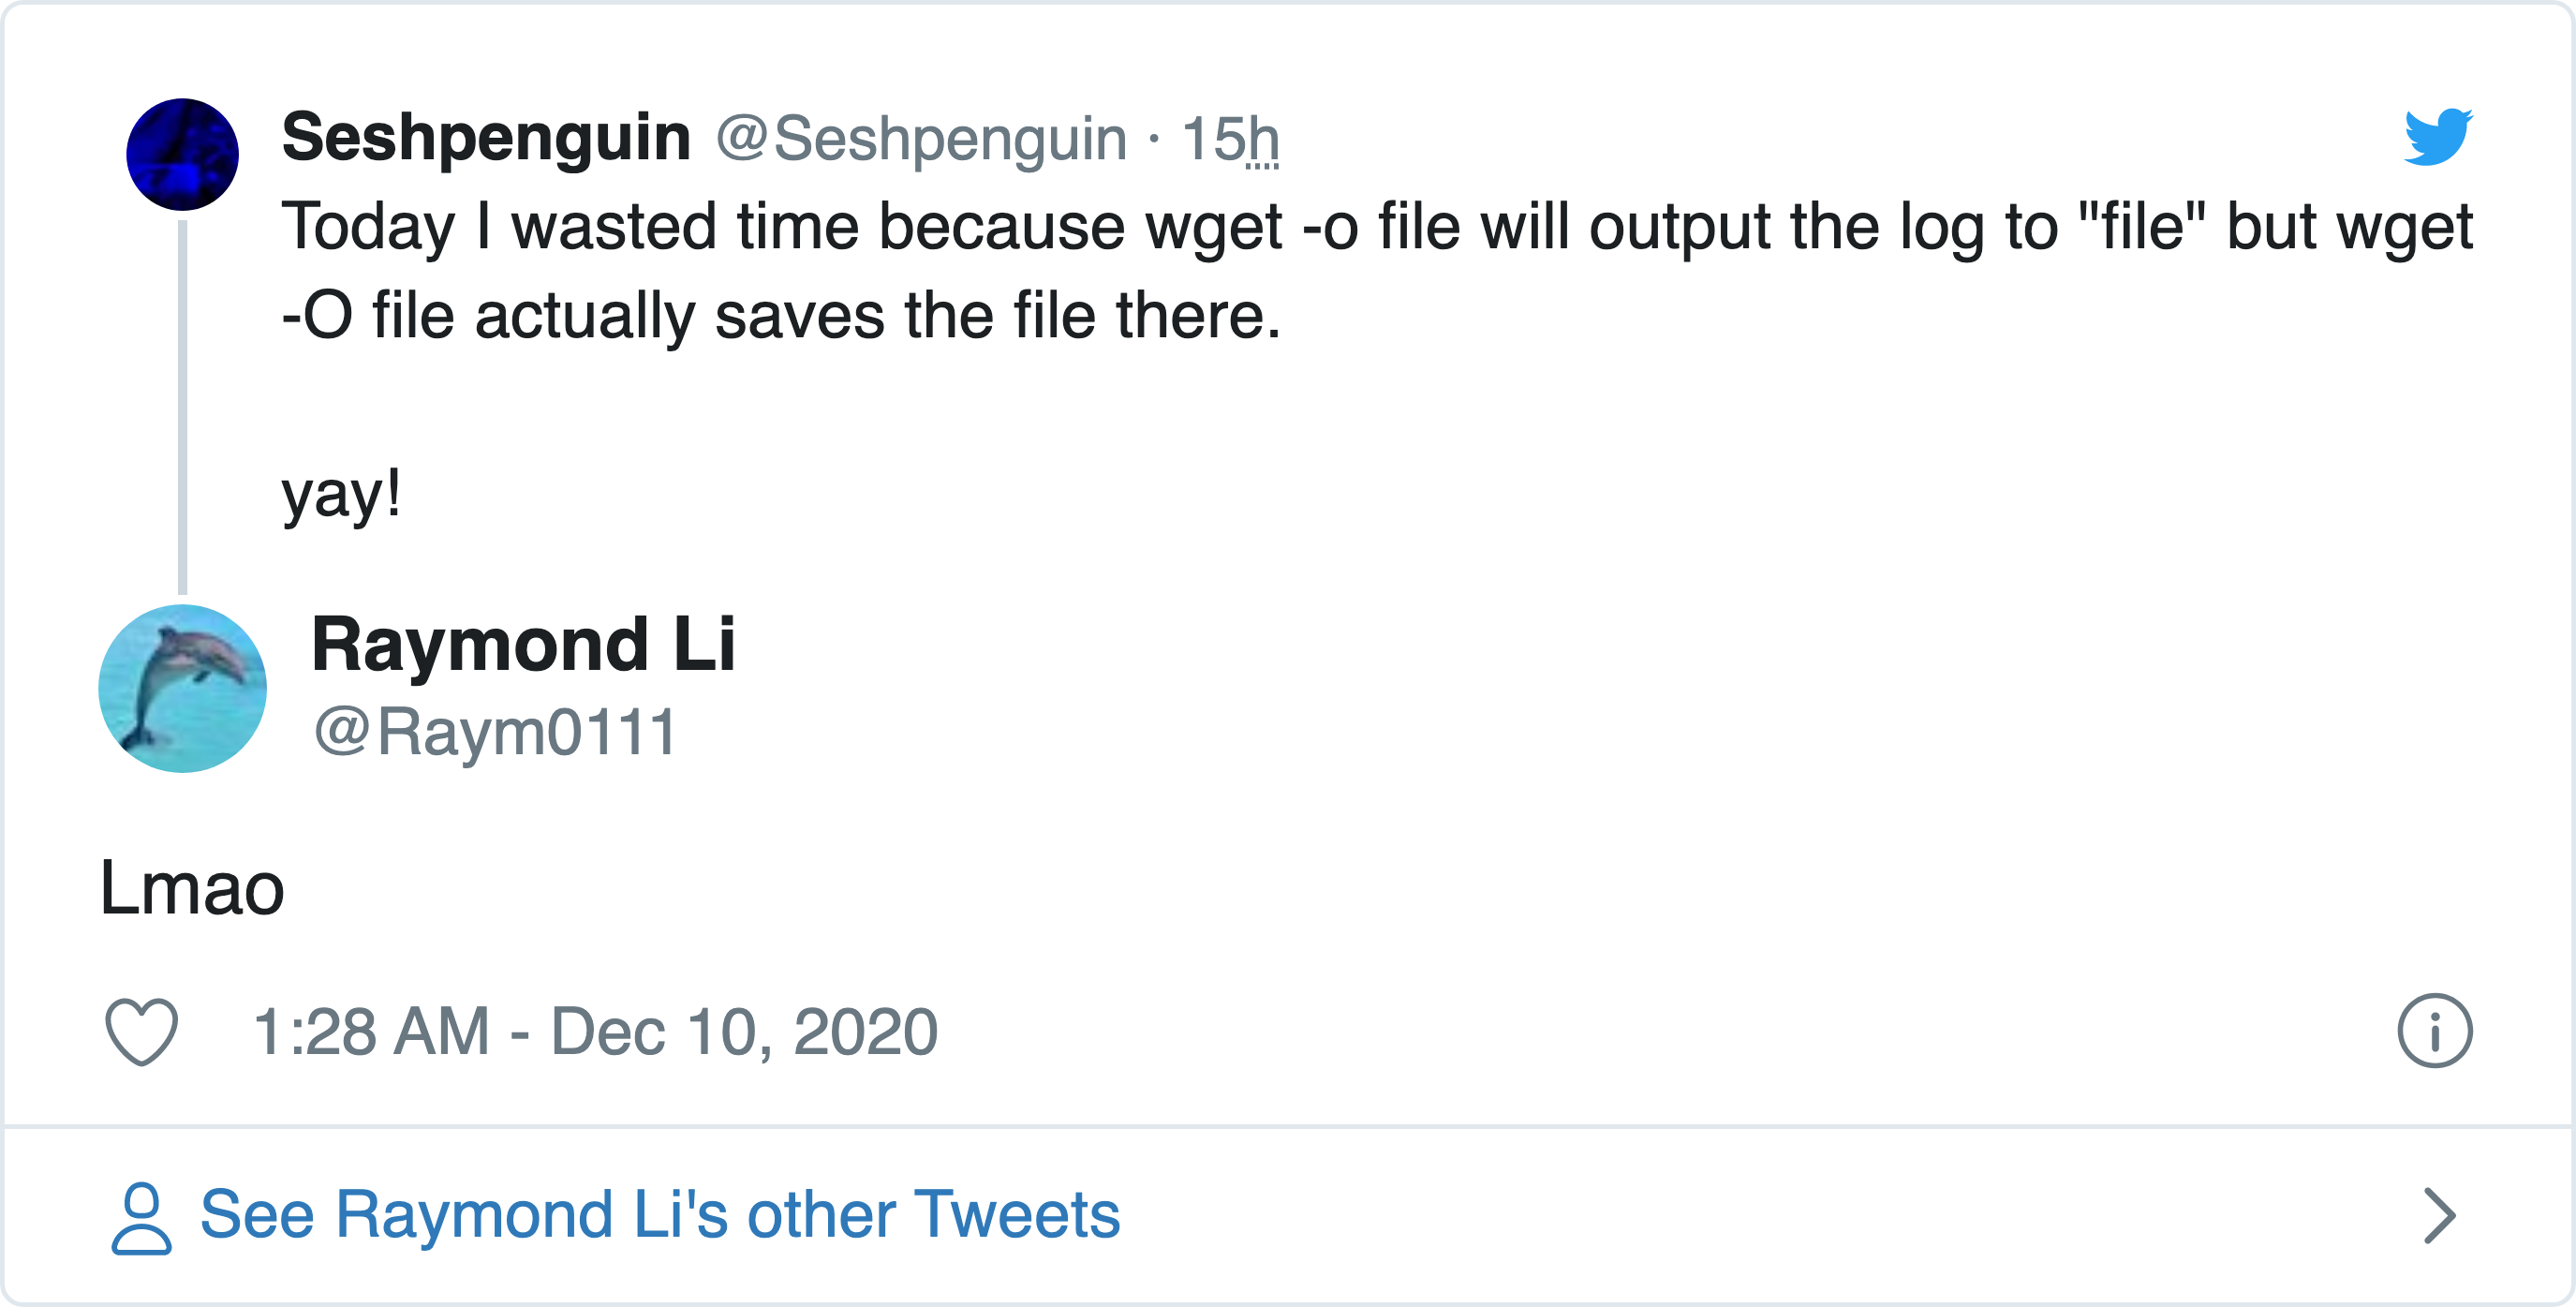 Seshpenguin @Seshpenguin · 15h
Today I wasted time because wget -o file will output the log to "file" but wget
-O file actually saves the file there.
yay!
Raymond Li
@Raym0111
Lmao
1:28 AM - Dec 10, 2020
See Raymond Li's other Tweets